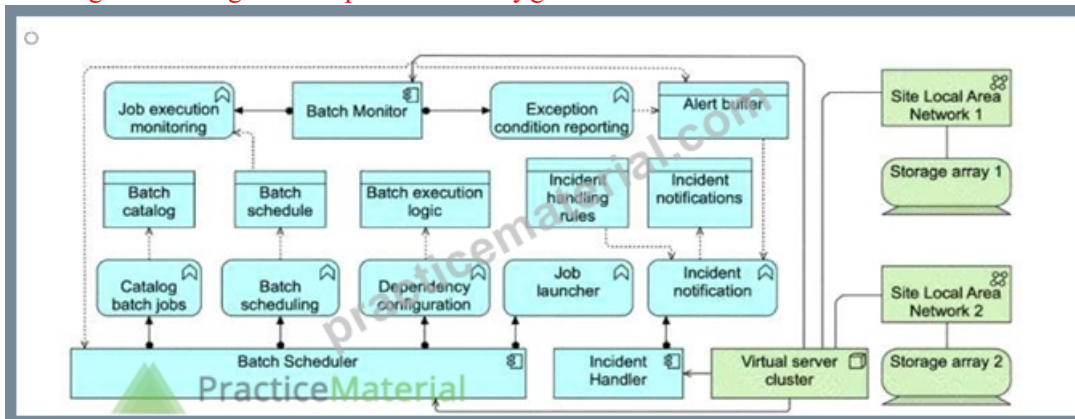 Job execution
monitoring
Batch Monitor
Exception
condition reporting
Alert buffer
Site Local Area
Network 1
Storage array 1
Batch
catalog
Batch
schedule
Batch execution
logic
Incident
handling
rules
Incident
notifications
Catalog
batch jobs
Batch
scheduling
Dependency
configuration
Job
launcher
Incident
notification
Site Local Area
Network 2
Storage array 2
Batch Scheduler
Incident
Handler
Virtual server
cluster
practicematerial.com
PracticeMaterial